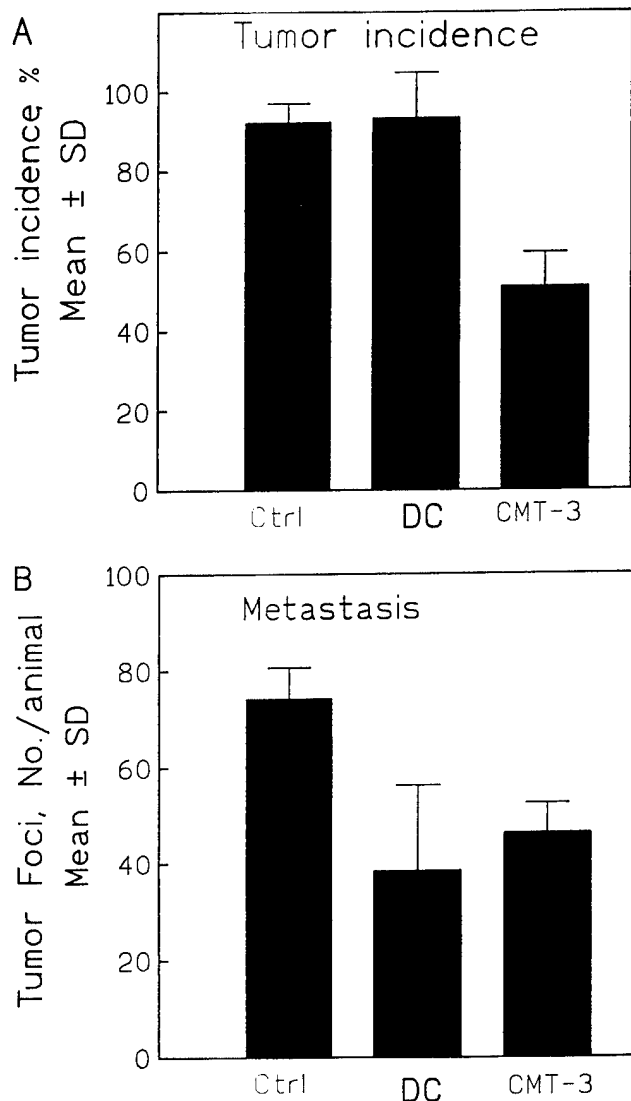 A
Tumor incidence
Tumor incidence, %
Mean ± SD
100
80
60
40
20
0
Ctrl
DC
CMT-3
B
Metastasis
Tumor Foci, No./animal
Mean ± SD
100
80
60
40
20
0
Ctrl
DC
CMT-3